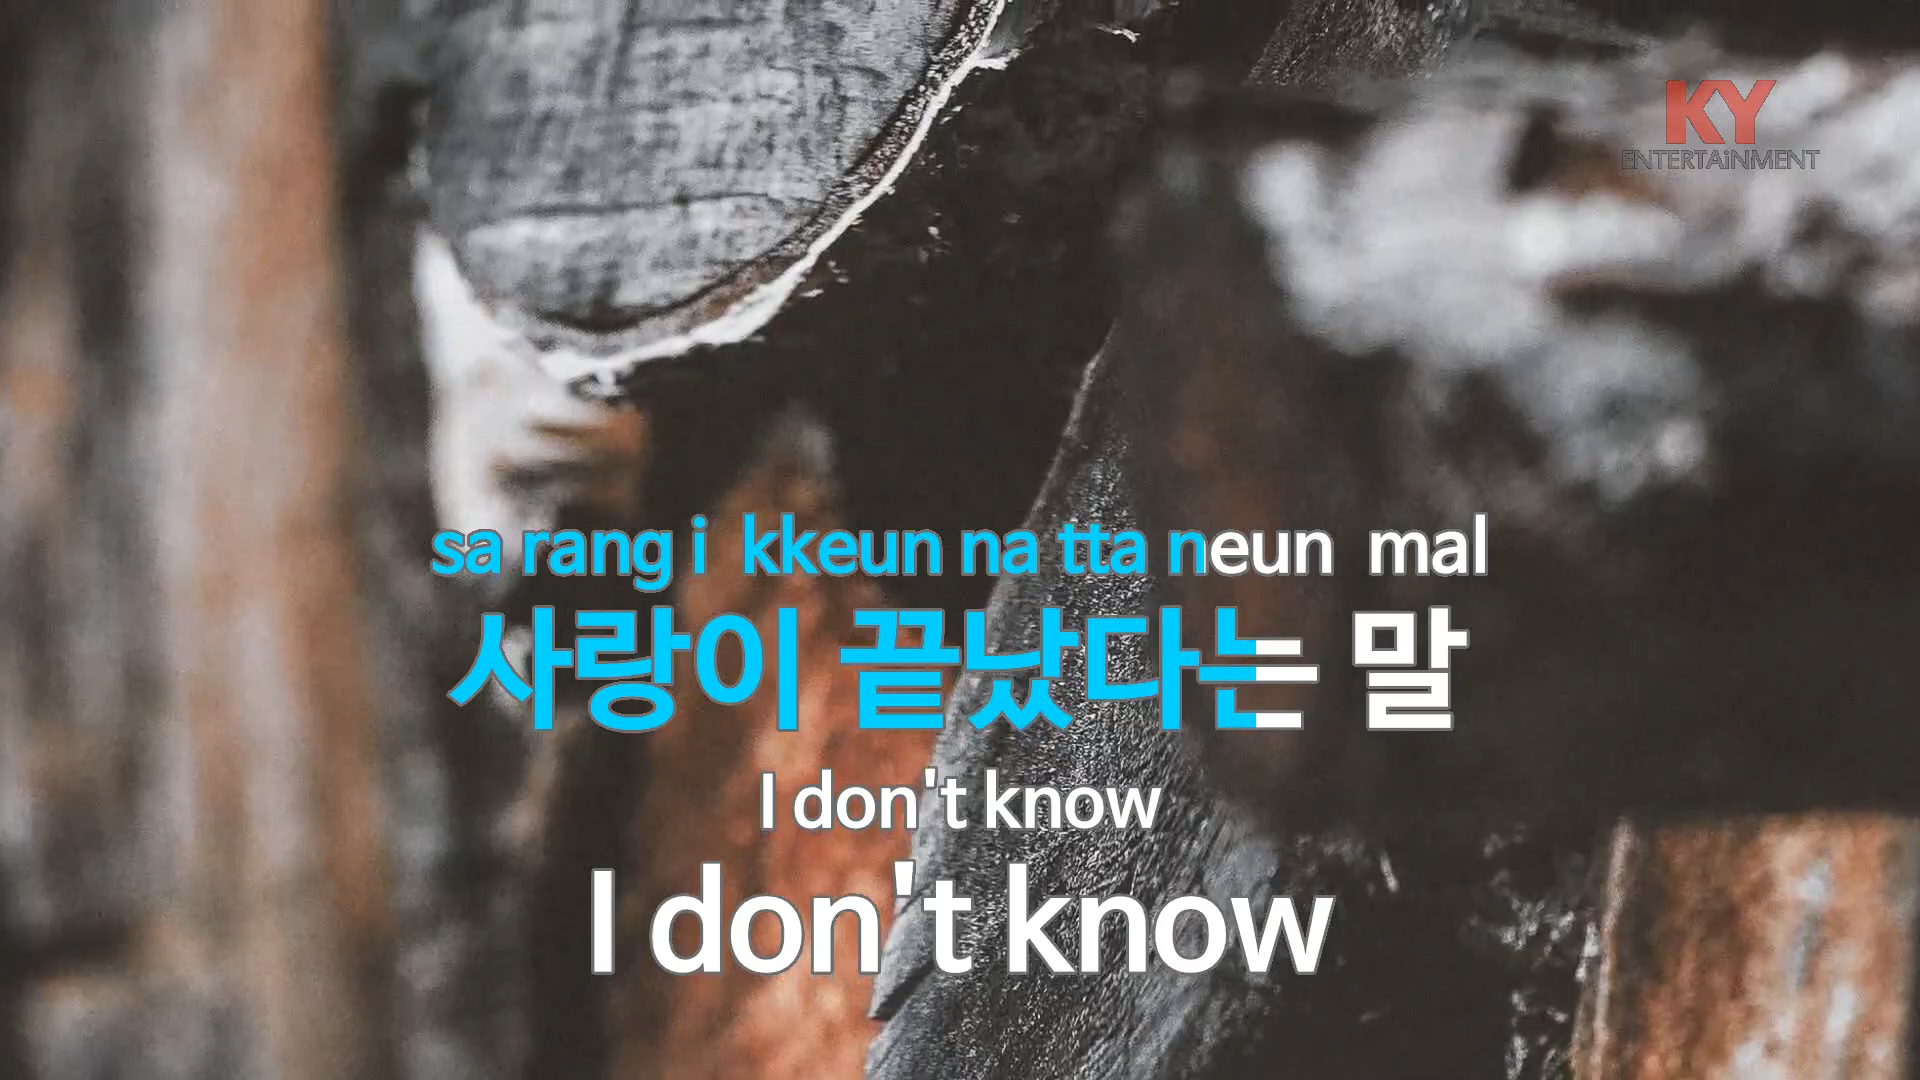 KY
ENTERTAiNMENT
sa rang i kkeun na tta neun mal
사랑이 끝났다는 말
I don't know
I don't know